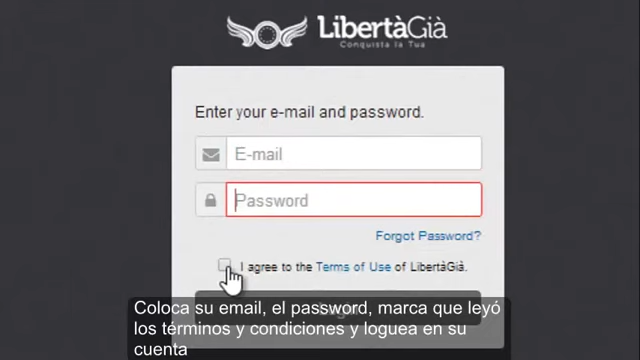 LibertàGià
Conquista la Tua
Enter your e-mail and password.
E-mail
Password
Forgot Password?
I agree to the Terms of Use of LibertàGià.
Coloca su email, el password, marca que leyó
los términos y condiciones y loguea en su
cuenta